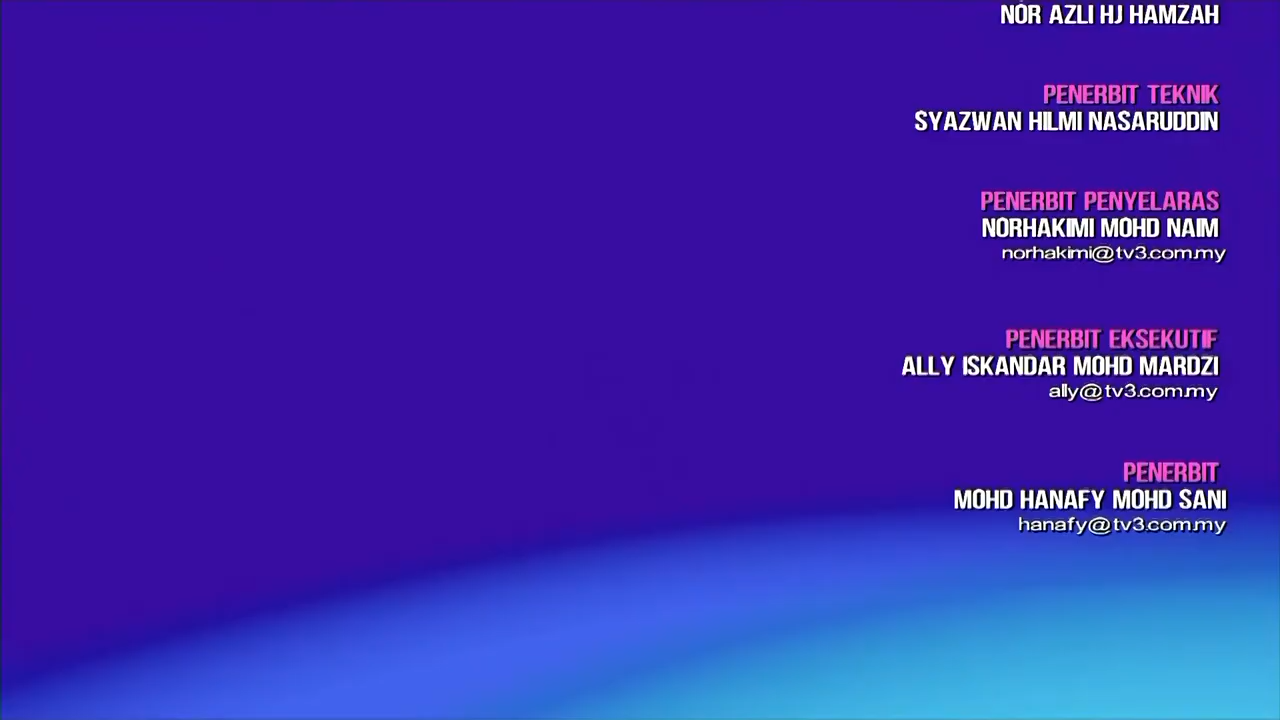 NOR AZLI HJ HAMZAH
PENERBIT TEKNIK
SYAZWAN HILMI NASARUDDIN
PENERBIT PENYELARAS
NORHAKIMI MOHD NAIM
norhakimi@tv3.com.my
PENERBIT EKSEKUTIF
ALLY ISKANDAR MOHD MARDZI
ally@tv3.com.my
PENERBIT
MOHD HANAFY MOHD SANI
hanafy@tv3.com.my